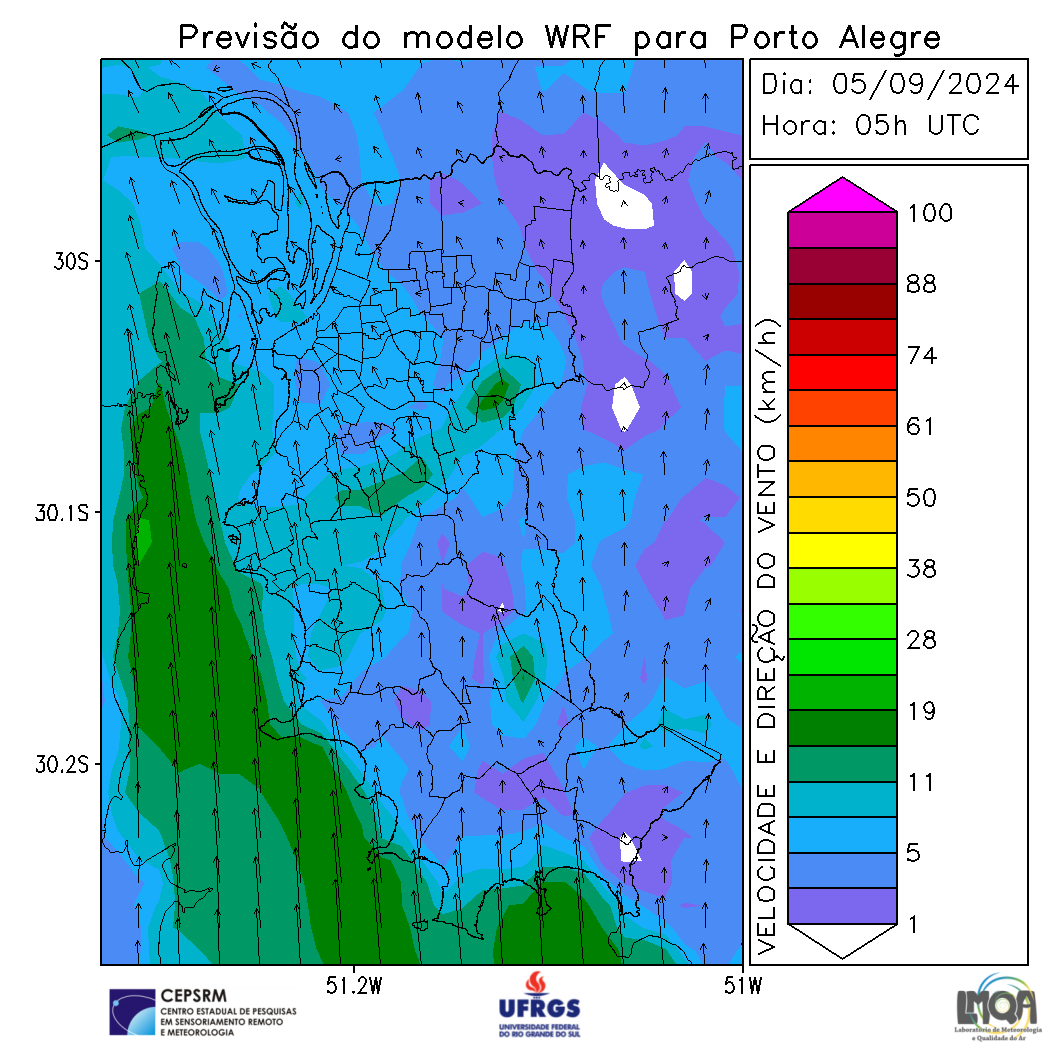 Previsão do modelo WRF para Porto Alegre
Dia: 05/09/2024
Hora: 05h UTC
30S
30.1S
30.2S
51.2W
51W
VELOCIDADE E DIREÇÃO DO VENTO (km/h)
100
88
74
61
50
38
28
19
11
5
1
CEPSRM
CENTRO ESTADUAL DE PESQUISAS
EM SENSORIAMENTO REMOTO
E METEOROLOGIA
UFRGS
UNIVERSIDADE FEDERAL
DO RIO GRANDE DO SUL
LMQA
Laboratório de Meteorologia
e Qualidade do Ar